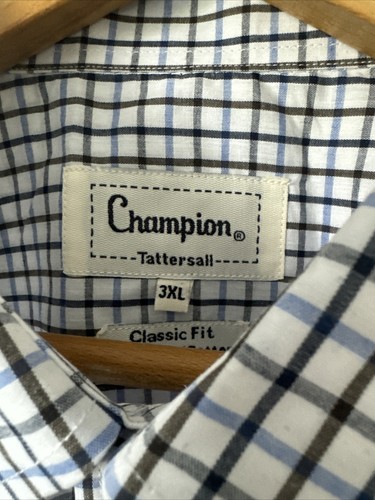 Champion®
Tattersall
3XL
Classic Fit